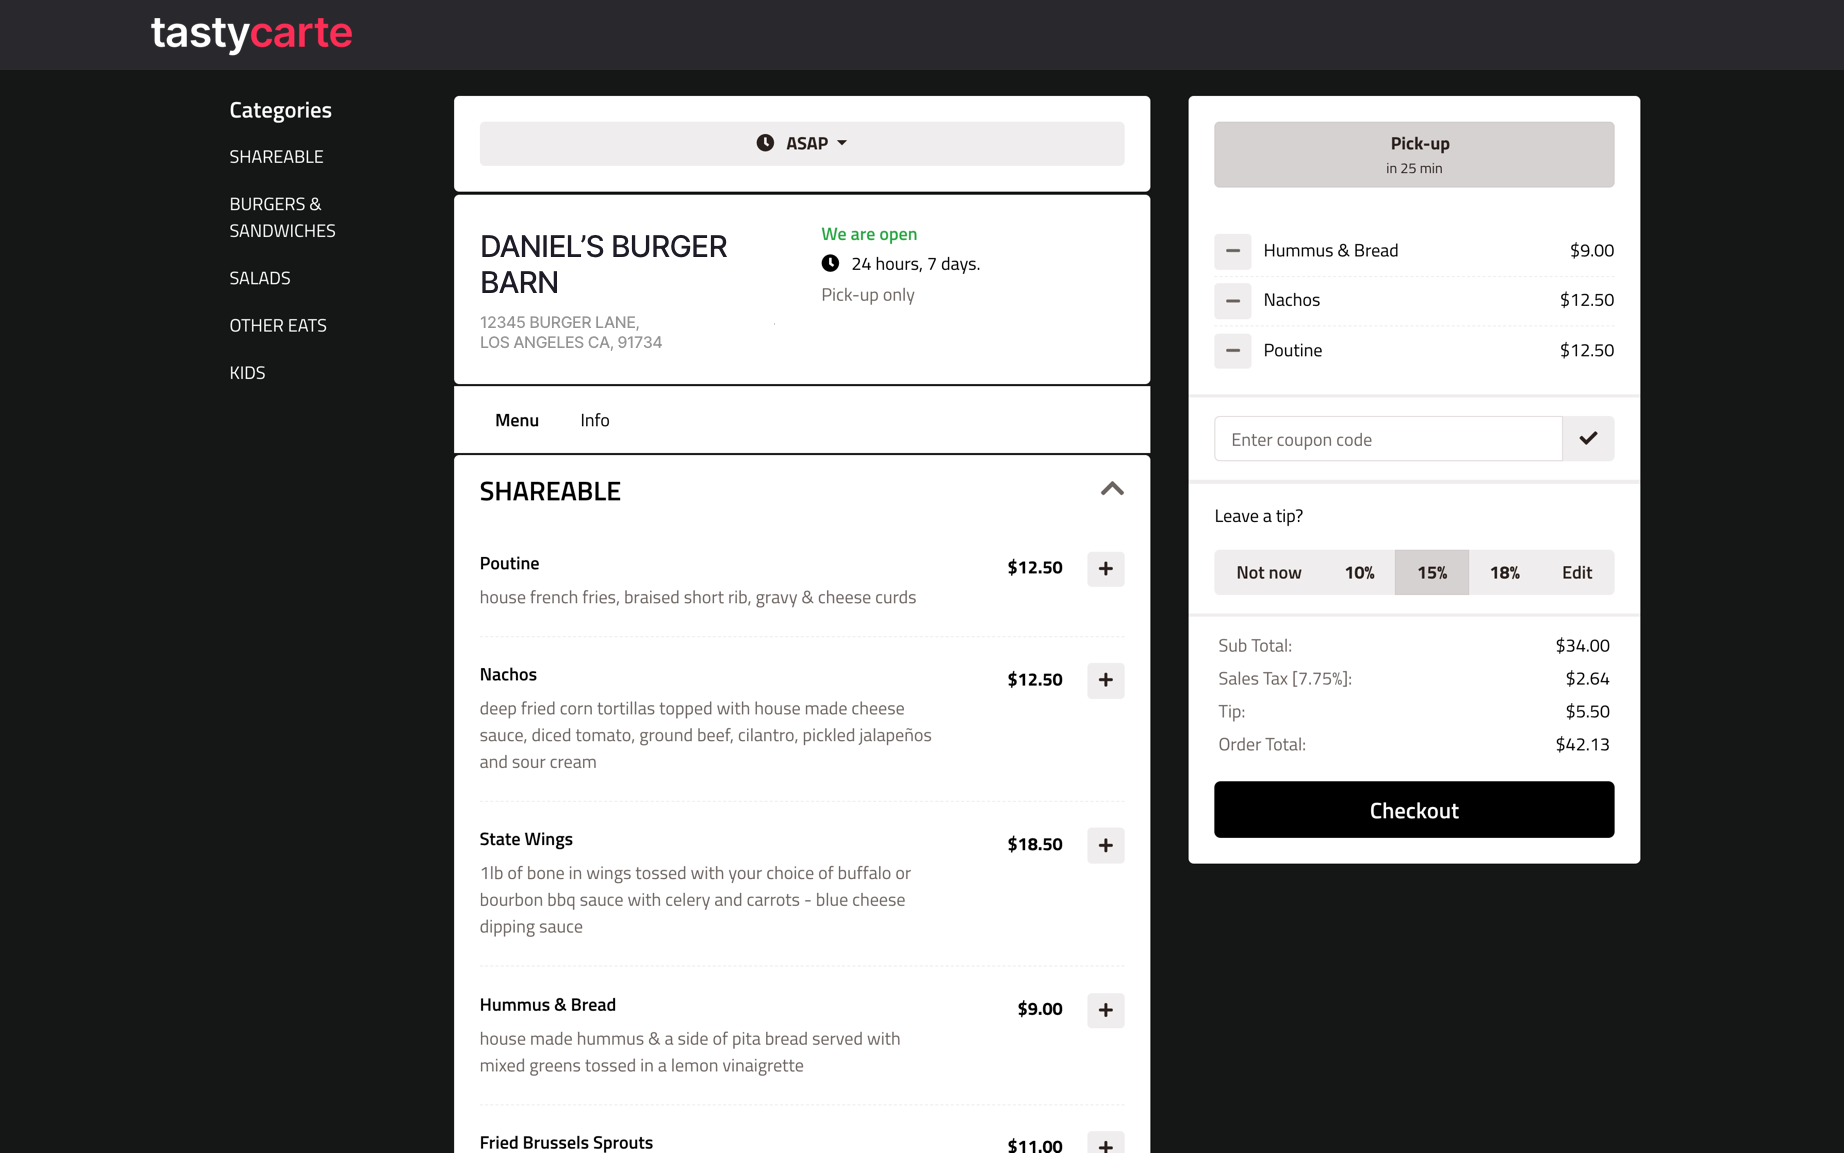 tastycarte
Categories
SHAREABLE
BURGERS &
SANDWICHES
SALADS
OTHER EATS
KIDS
ASAP
DANIEL’S BURGER
BARN
12345 BURGER LANE,
LOS ANGELES CA, 91734
We are open
24 hours, 7 days.
Pick-up only
Menu Info
SHAREABLE
Poutine $12.50 +
house french fries, braised short rib, gravy & cheese curds
Nachos $12.50 +
deep fried corn tortillas topped with house made cheese
sauce, diced tomato, ground beef, cilantro, pickled jalapeños
and sour cream
State Wings $18.50 +
1lb of bone in wings tossed with your choice of buffalo or
bourbon bbq sauce with celery and carrots - blue cheese
dipping sauce
Hummus & Bread $9.00 +
house made hummus & a side of pita bread served with
mixed greens tossed in a lemon vinaigrette
Fried Brussels Sprouts $11.00 +
Pick-up
in 25 min
− Hummus & Bread $9.00
− Nachos $12.50
− Poutine $12.50
Enter coupon code
Leave a tip?
Not now 10% 15% 18% Edit
Sub Total: $34.00
Sales Tax [7.75%]: $2.64
Tip: $5.50
Order Total: $42.13
Checkout